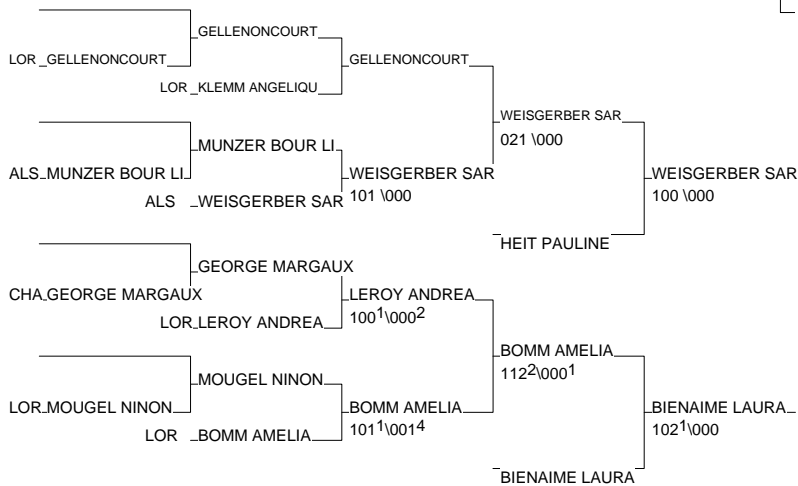 GELLENONCOURT
LOR GELLENONCOURT
GELLENONCOURT
LOR KLEMM ANGELIQU
WEISGERBER SAR
021 \000
MUNZER BOUR LI
ALS MUNZER BOUR LI
WEISGERBER SAR
101 \000
WEISGERBER SAR
100 \000
ALS WEISGERBER SAR
HEIT PAULINE
GEORGE MARGAUX
CHA GEORGE MARGAUX
LEROY ANDREA
100¹\000²
LOR LEROY ANDREA
BOMM AMELIA
112²\000¹
MOUGEL NINON
LOR MOUGEL NINON
BOMM AMELIA
101¹\001⁴
BIENAIME LAURA
102¹\000
LOR BOMM AMELIA
BIENAIME LAURA